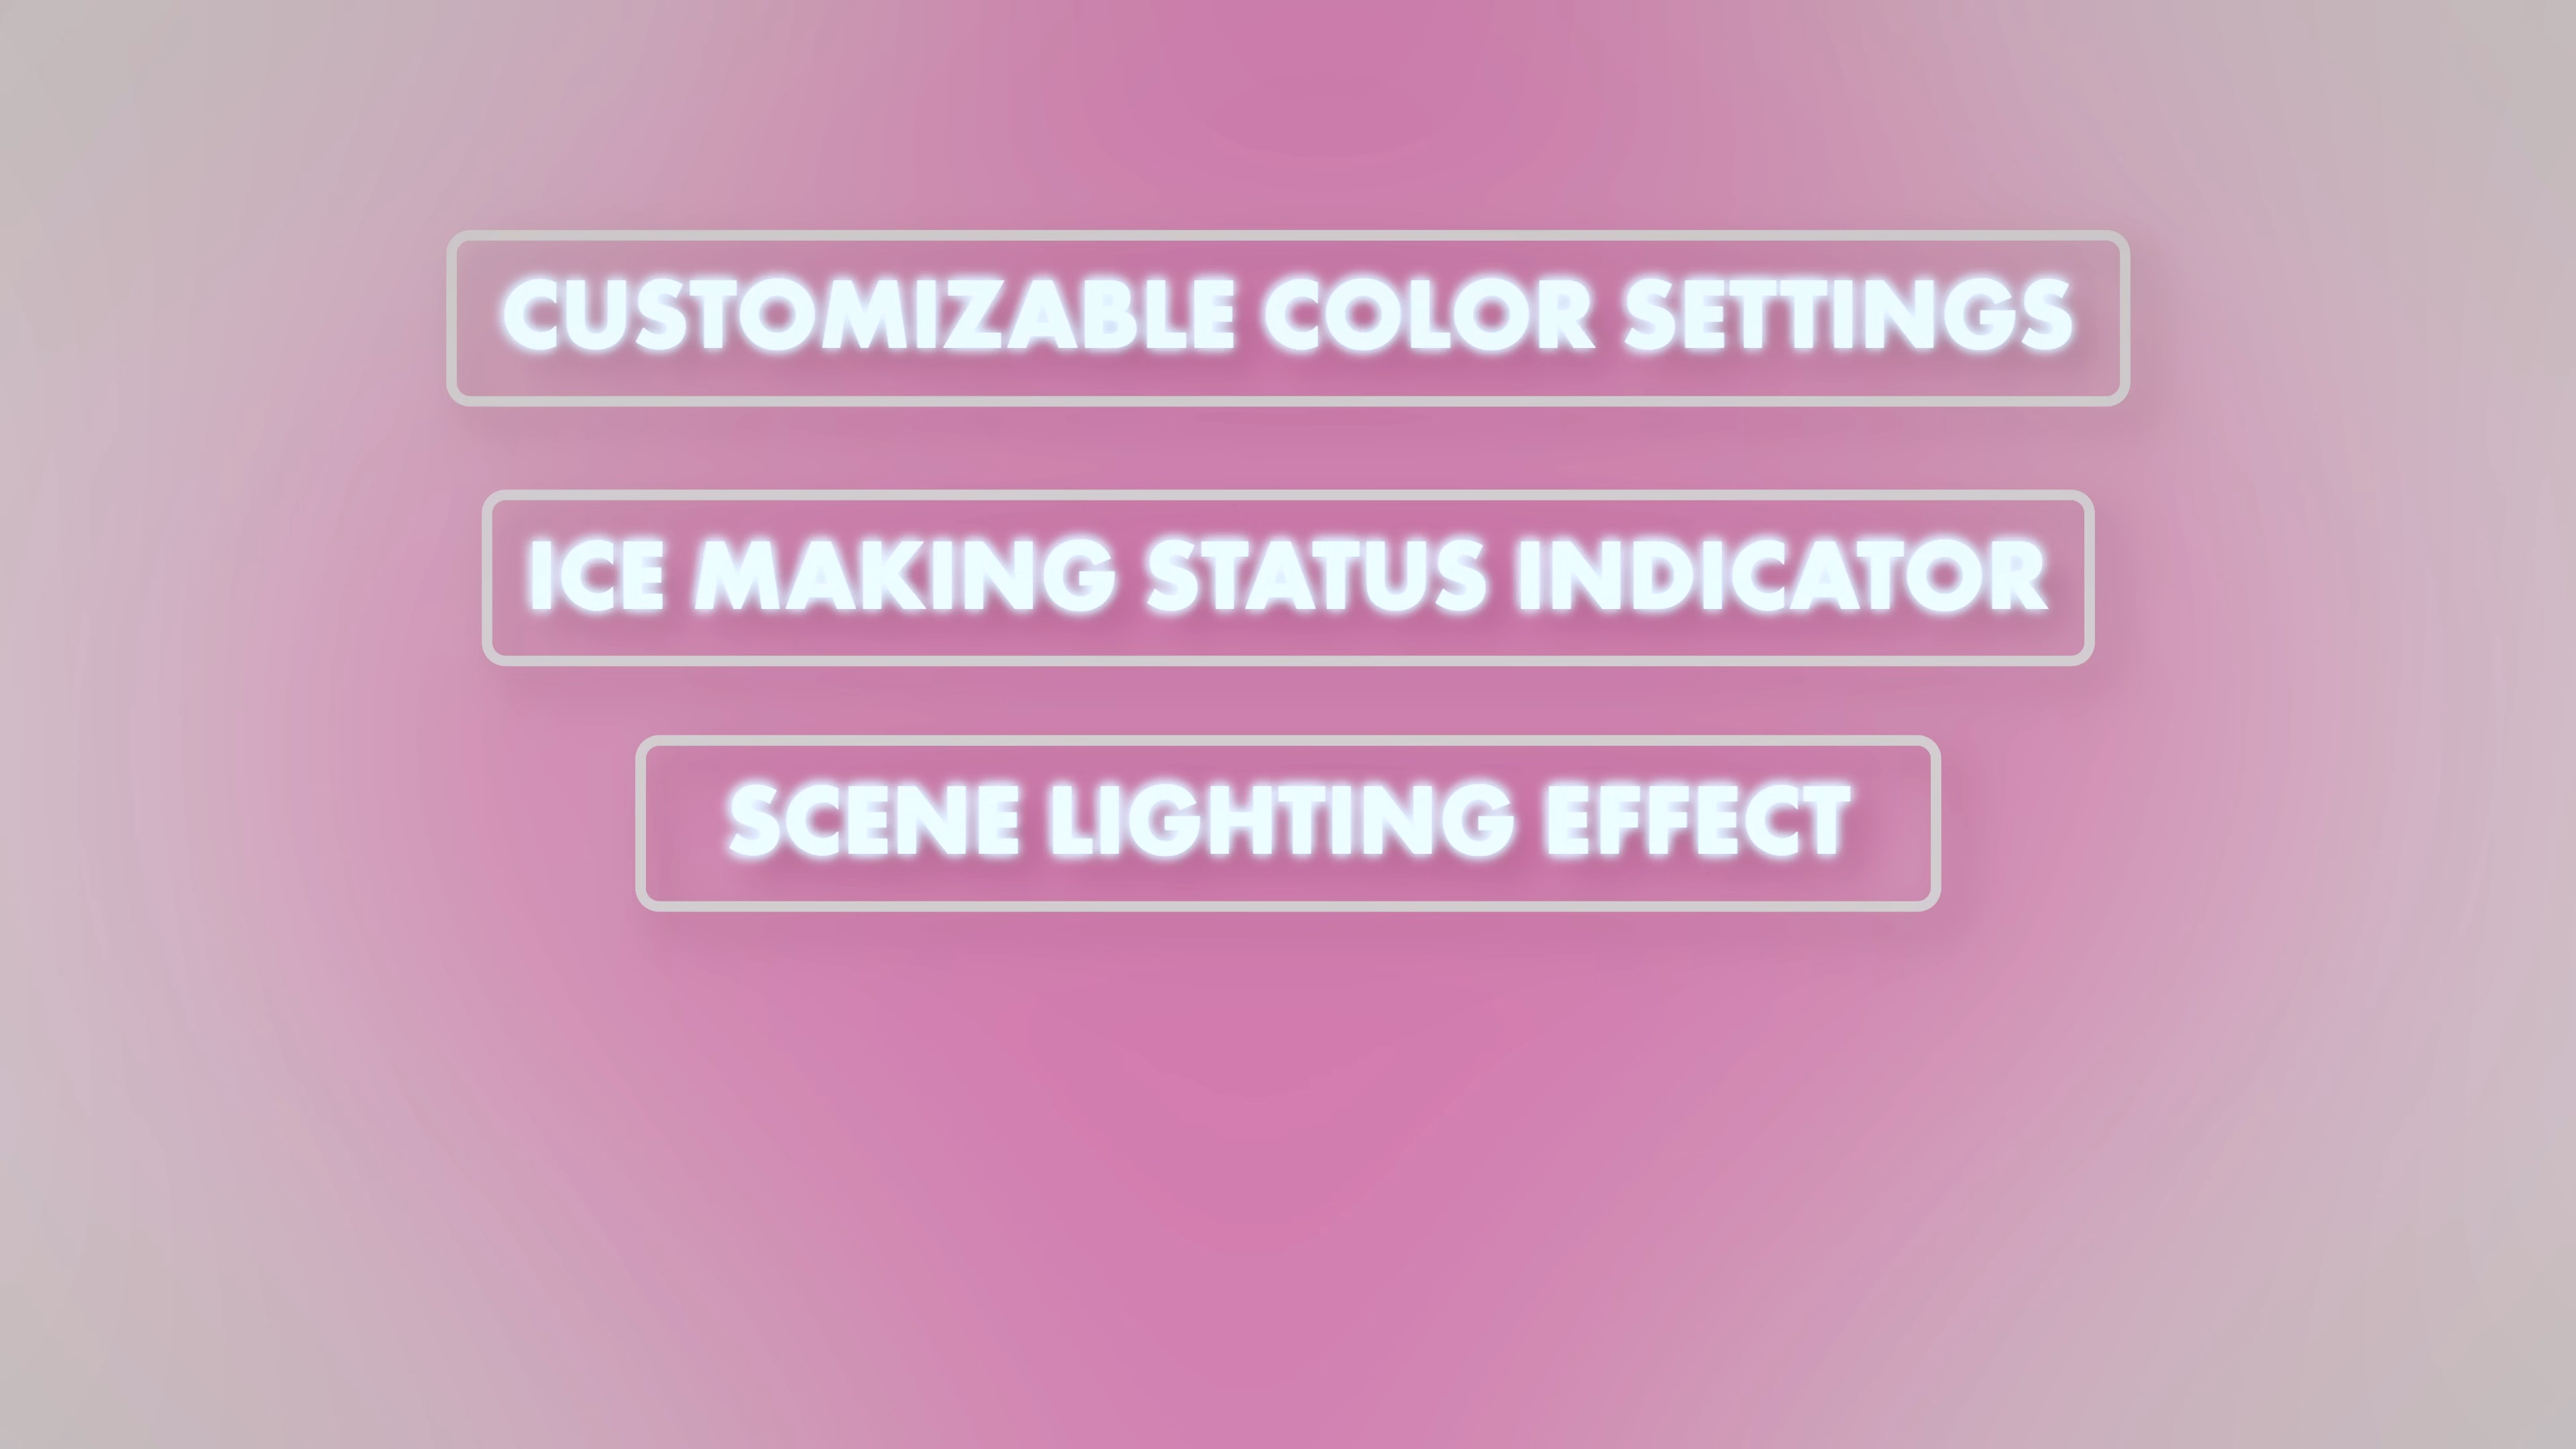 CUSTOMIZABLE COLOR SETTINGS
ICE MAKING STATUS INDICATOR
SCENE LIGHTING EFFECT